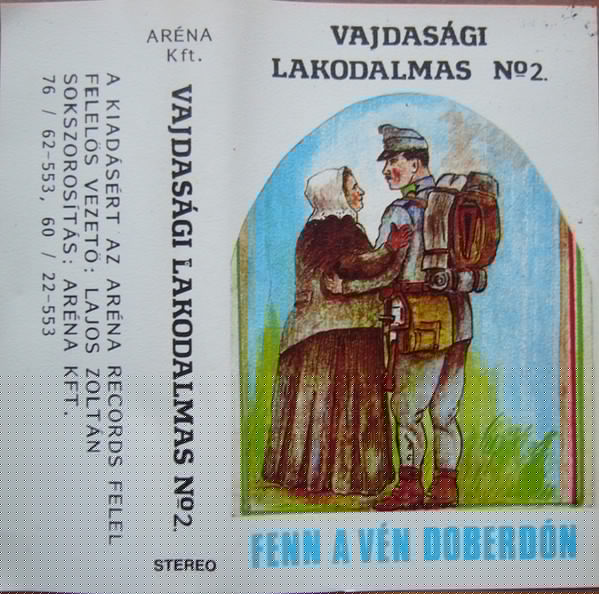 VAJDASÁGI
LAKODALMAS Nº2.
FENN A VÉN DOBERDÓN
ARÉNA
Kft.
VAJDASÁGI LAKODALMAS Nº2.
STEREO
A KIADÁSÉRT AZ ARÉNA RECORDS FELEL
FELELŐS VEZETŐ: LAJOS ZOLTÁN
SOKSZOROSITÁS: ARÉNA KFT.
76 / 62-553, 60 / 22-553